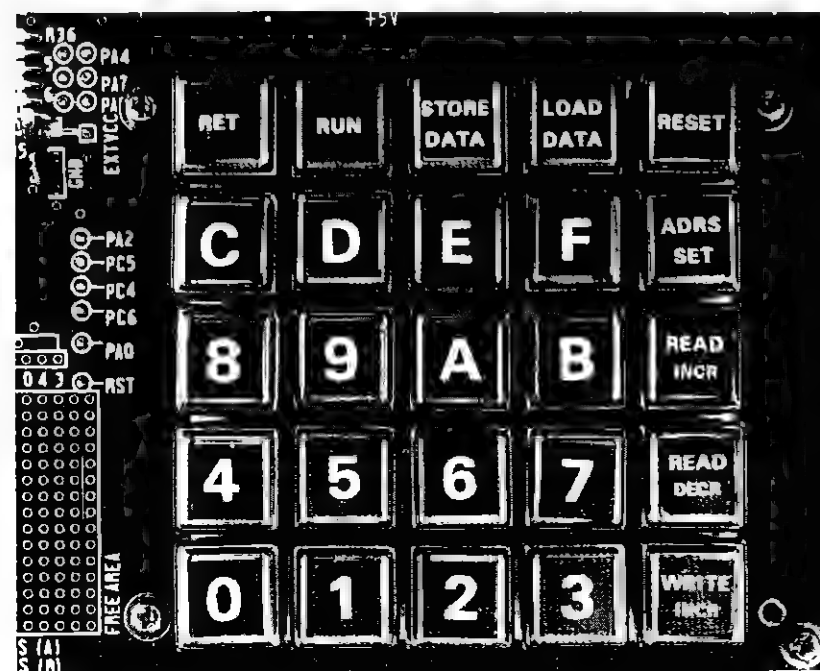 +5V
R36
PA4
PA7
EXTVCC
GND
RET
RUN
STORE
DATA
LOAD
DATA
RESET
C
D
E
F
ADRS
SET
PA2
PC5
PC4
PC6
PA0
RST
0 4 3
8
9
A
B
READ
INCR
4
5
6
7
READ
DECR
FREE AREA
0
1
2
3
WRITE
INCR
S (A)
S (B)